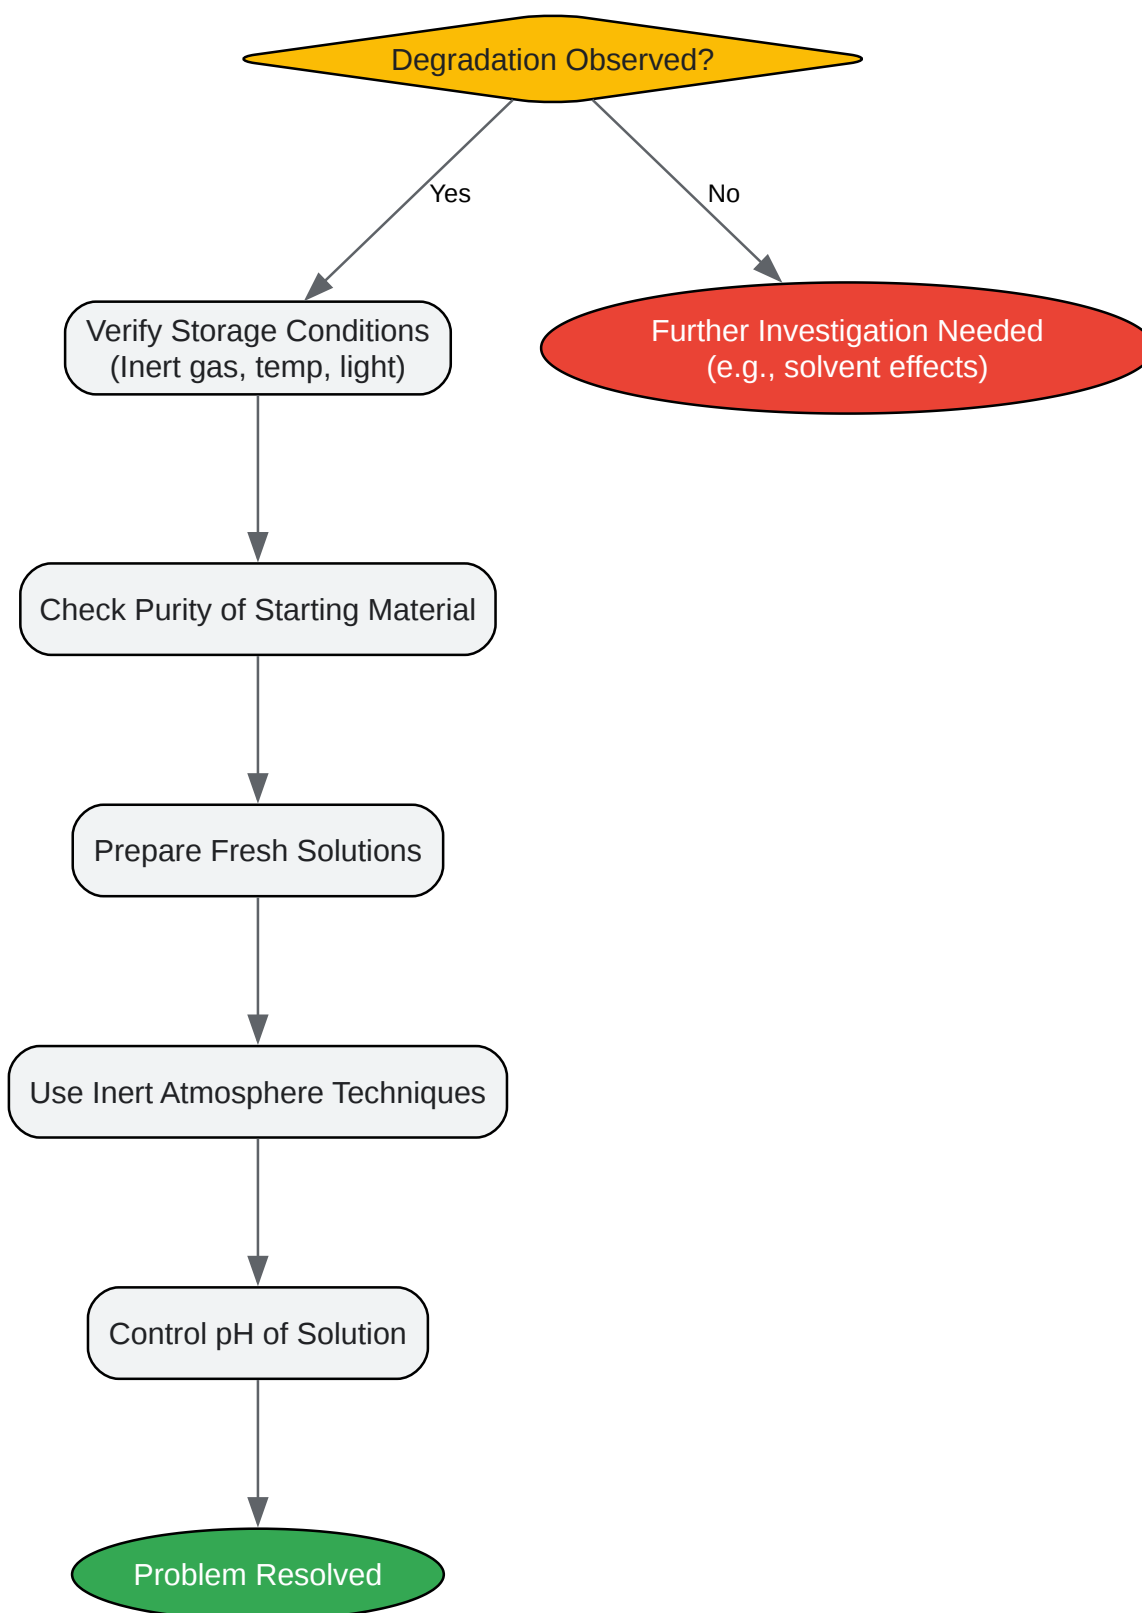 Degradation Observed?
Yes
No
Verify Storage Conditions
(Inert gas, temp, light)
Further Investigation Needed
(e.g., solvent effects)
Check Purity of Starting Material
Prepare Fresh Solutions
Use Inert Atmosphere Techniques
Control pH of Solution
Problem Resolved